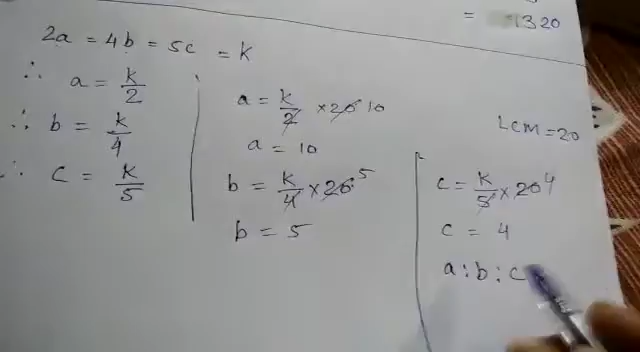 = 1320
2a = 4b = 5c = k
∴ a = k/2
∴ b = k/4
∴ c = k/5
a = k/2 × 20 10
a = 10
b = k/4 × 20 5
b = 5
LCM = 20
c = k/5 × 20 4
c = 4
a : b : c